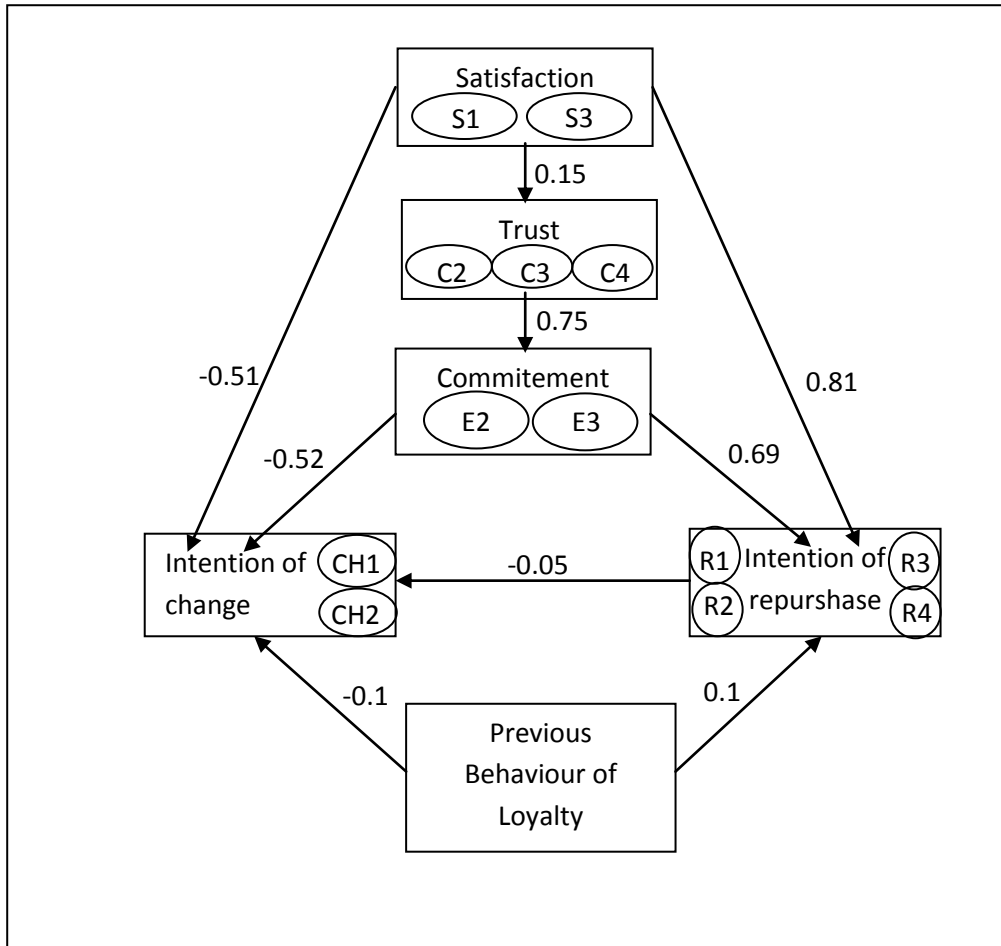 Satisfaction
S1 S3
0.15
Trust
C2 C3 C4
0.75
-0.51
Commitement
0.81
E2 E3
-0.52
0.69
Intention of
change
CH1
CH2
-0.05
R1
R2
Intention of
repurshase
R3
R4
-0.1
0.1
Previous
Behaviour of
Loyalty